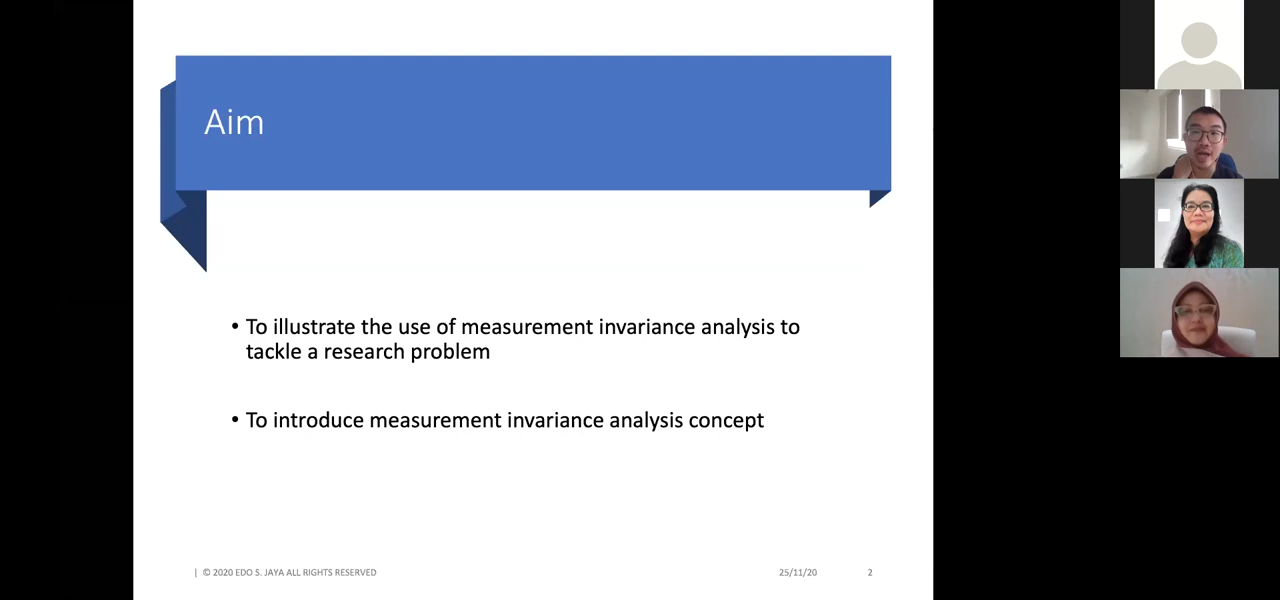 Aim
• To illustrate the use of measurement invariance analysis to
tackle a research problem
• To introduce measurement invariance analysis concept
| © 2020 EDO S. JAYA ALL RIGHTS RESERVED
25/11/20
2